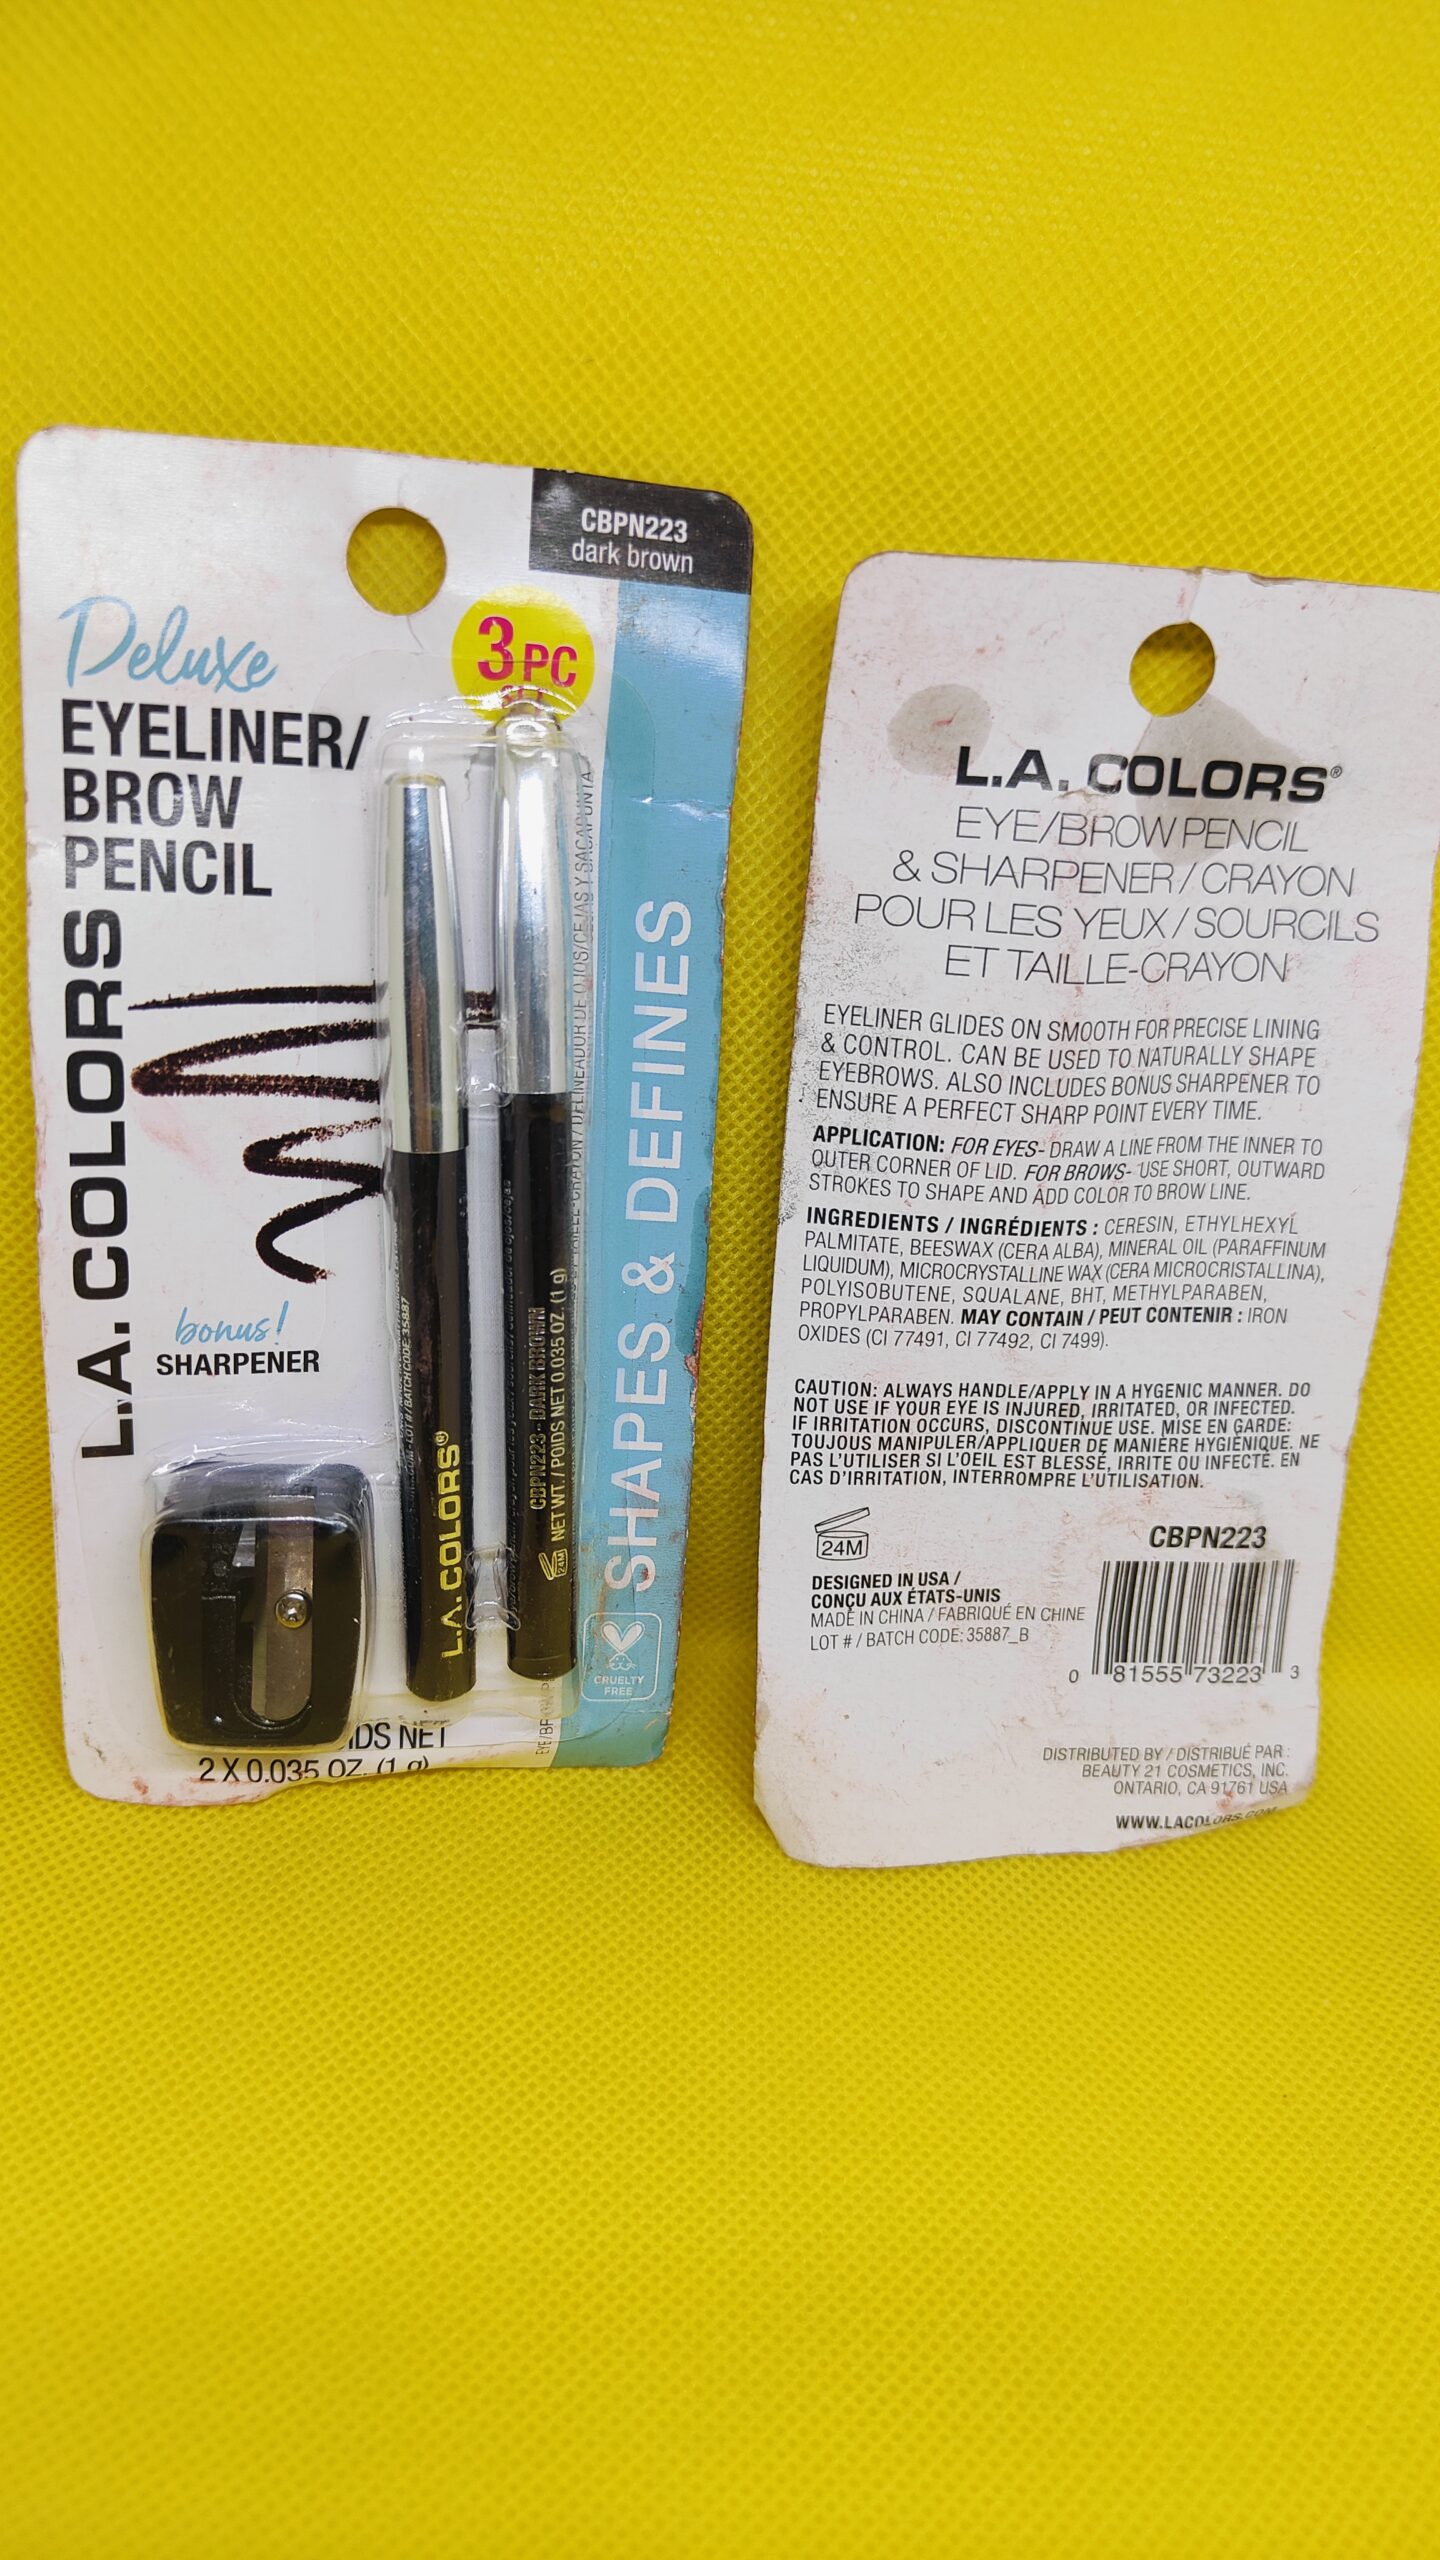 CBPN223
dark brown
Deluxe
EYELINER/
BROW
PENCIL
3 PC
L.A. COLORS
bonus!
SHARPENER
SHAPES & DEFINES
L.A. COLORS®
CBPN223 - DARK BROWN
NET WT. / POIDS NET 0.035 OZ. (1 g)
24M
CRUELTY
FREE
IDS NET
2 X 0.035 OZ. (1 g)
L.A. COLORS®
EYE/BROW PENCIL
& SHARPENER / CRAYON
POUR LES YEUX / SOURCILS
ET TAILLE-CRAYON
EYELINER GLIDES ON SMOOTH FOR PRECISE LINING
& CONTROL. CAN BE USED TO NATURALLY SHAPE
EYEBROWS. ALSO INCLUDES BONUS SHARPENER TO
ENSURE A PERFECT SHARP POINT EVERY TIME.
APPLICATION: FOR EYES- DRAW A LINE FROM THE INNER TO
OUTER CORNER OF LID. FOR BROWS- USE SHORT, OUTWARD
STROKES TO SHAPE AND ADD COLOR TO BROW LINE.
INGREDIENTS / INGRÉDIENTS : CERESIN, ETHYLHEXYL
PALMITATE, BEESWAX (CERA ALBA), MINERAL OIL (PARAFFINUM
LIQUIDUM), MICROCRYSTALLINE WAX (CERA MICROCRISTALLINA),
POLYISOBUTENE, SQUALANE, BHT, METHYLPARABEN,
PROPYLPARABEN. MAY CONTAIN / PEUT CONTENIR : IRON
OXIDES (CI 77491, CI 77492, CI 7499).
CAUTION: ALWAYS HANDLE/APPLY IN A HYGENIC MANNER. DO
NOT USE IF YOUR EYE IS INJURED, IRRITATED, OR INFECTED.
IF IRRITATION OCCURS, DISCONTINUE USE. MISE EN GARDE:
TOUJOUS MANIPULER/APPLIQUER DE MANIÈRE HYGIÈNIQUE. NE
PAS L'UTILISER SI L'OEIL EST BLESSÉ, IRRITE OU INFECTÉ. EN
CAS D'IRRITATION, INTERROMPRE L'UTILISATION.
24M
CBPN223
DESIGNED IN USA /
CONÇU AUX ÉTATS-UNIS
MADE IN CHINA / FABRIQUÉ EN CHINE
LOT # / BATCH CODE: 35887_B
0 81555 73223 3
DISTRIBUTED BY / DISTRIBUÉ PAR :
BEAUTY 21 COSMETICS, INC.
ONTARIO, CA 91761 USA
WWW.LACOLORS.COM